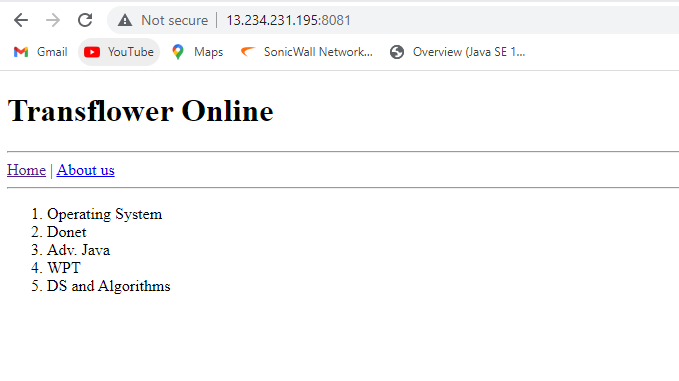 Not secure | 13.234.231.195:8081
Gmail YouTube Maps SonicWall Network... Overview (Java SE 1...
Transflower Online
Home | About us
1. Operating System
2. Donet
3. Adv. Java
4. WPT
5. DS and Algorithms